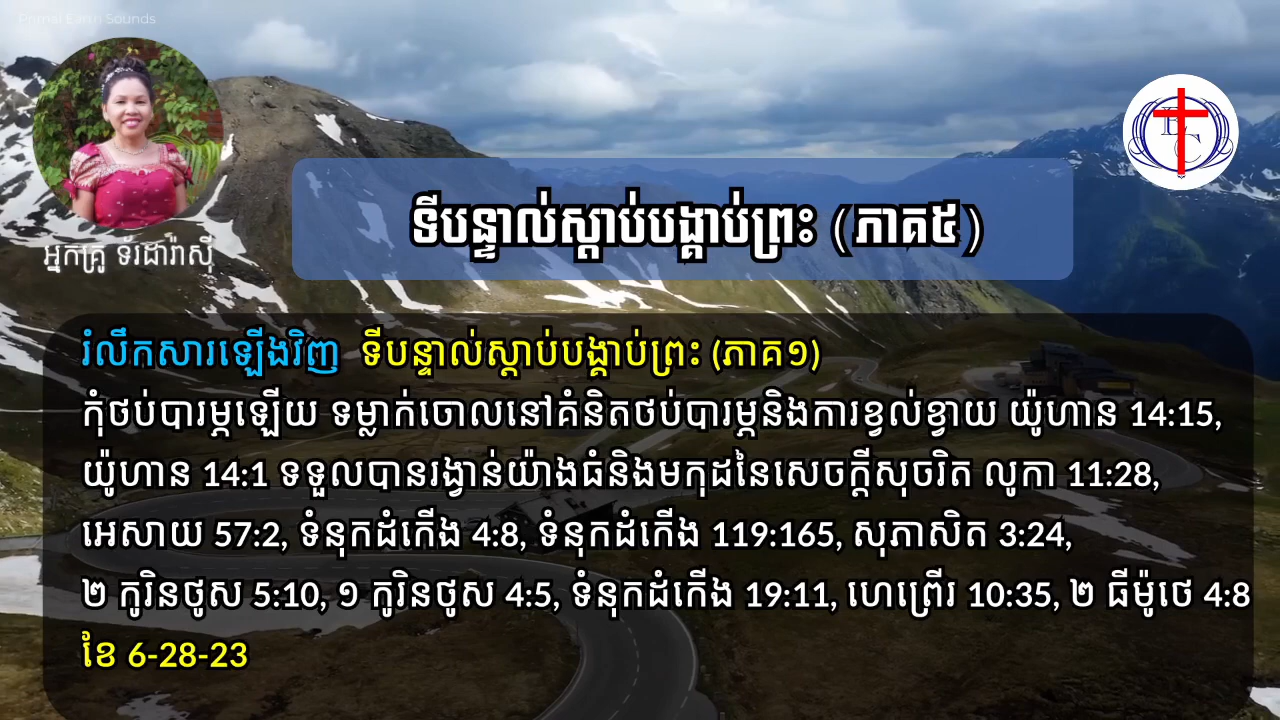 Primal Earth Sounds
អ្នកគ្រូ ទ័រដារ៉ាស៊ី
ទីបន្ទាល់ស្តាប់បង្គាប់ព្រះ (ភាគ៥)
រំលឹកសារឡើងវិញ ទីបន្ទាល់ស្តាប់បង្គាប់ព្រះ (ភាគ១)
កុំថប់បារម្ភឡើយ ទម្លាក់ចោលនៅគំនិតថប់បារម្ភនិងការខ្វល់ខ្វាយ យ៉ូហាន 14:15,
យ៉ូហាន 14:1 ទទួលបានរង្វាន់យ៉ាងធំនិងមកុដនៃសេចក្តីសុចរិត លូកា 11:28,
អេសាយ 57:2, ទំនុកដំកើង 4:8, ទំនុកដំកើង 119:165, សុភាសិត 3:24,
២ កូរិនថូស 5:10, ១ កូរិនថូស 4:5, ទំនុកដំកើង 19:11, ហេព្រើរ 10:35, ២ ធីម៉ូថេ 4:8
ខែ 6-28-23